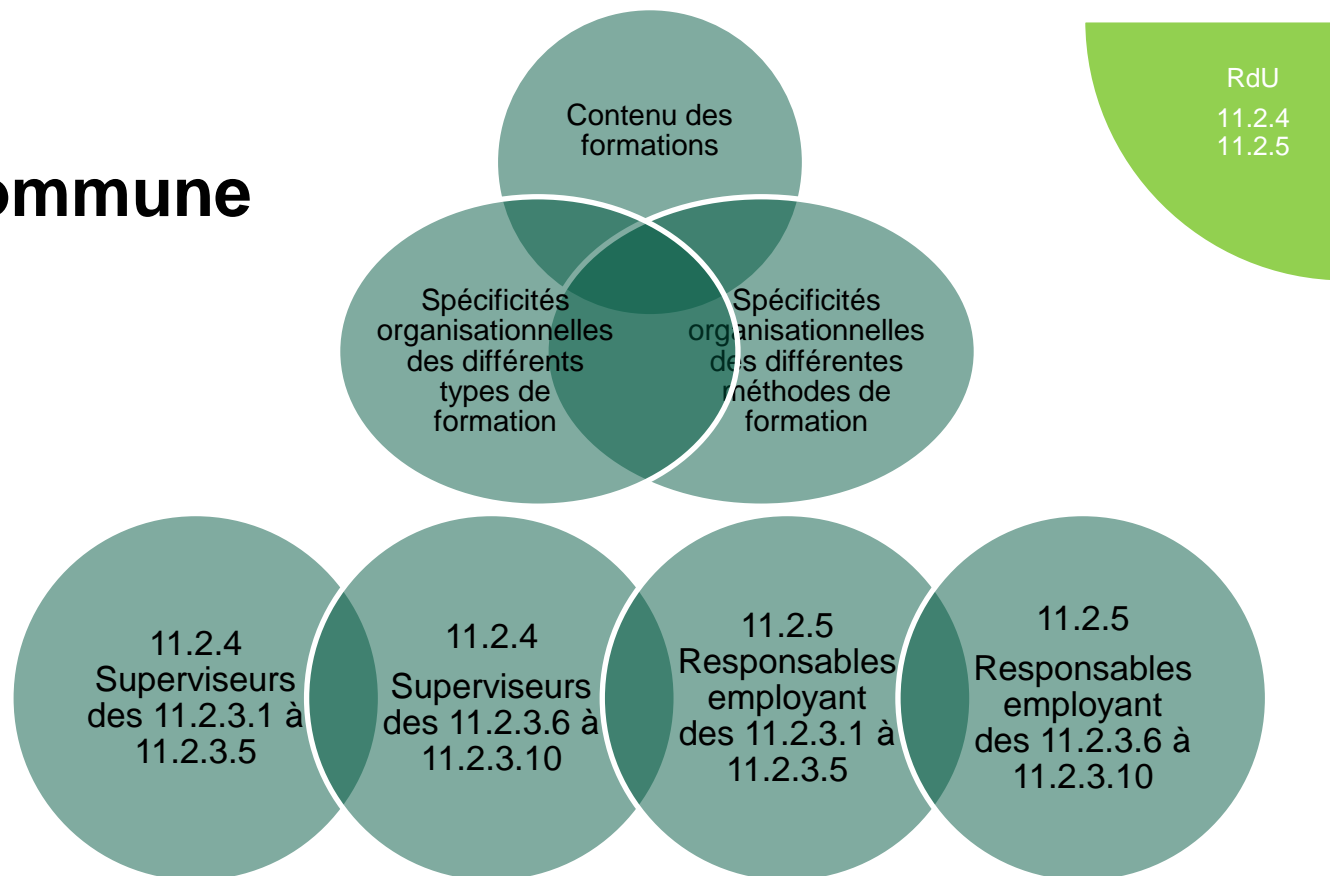 Contenu des
formations
RdU
11.2.4
11.2.5
ommune
Spécificités
organisationnelles
des différents
types de
formation
Spécificités
organisationnelles
des différentes
méthodes de
formation
11.2.4
Superviseurs
des 11.2.3.1 à
11.2.3.5
11.2.4
Superviseurs
des 11.2.3.6 à
11.2.3.10
11.2.5
Responsables
employant
des 11.2.3.1 à
11.2.3.5
11.2.5
Responsables
employant
des 11.2.3.6 à
11.2.3.10